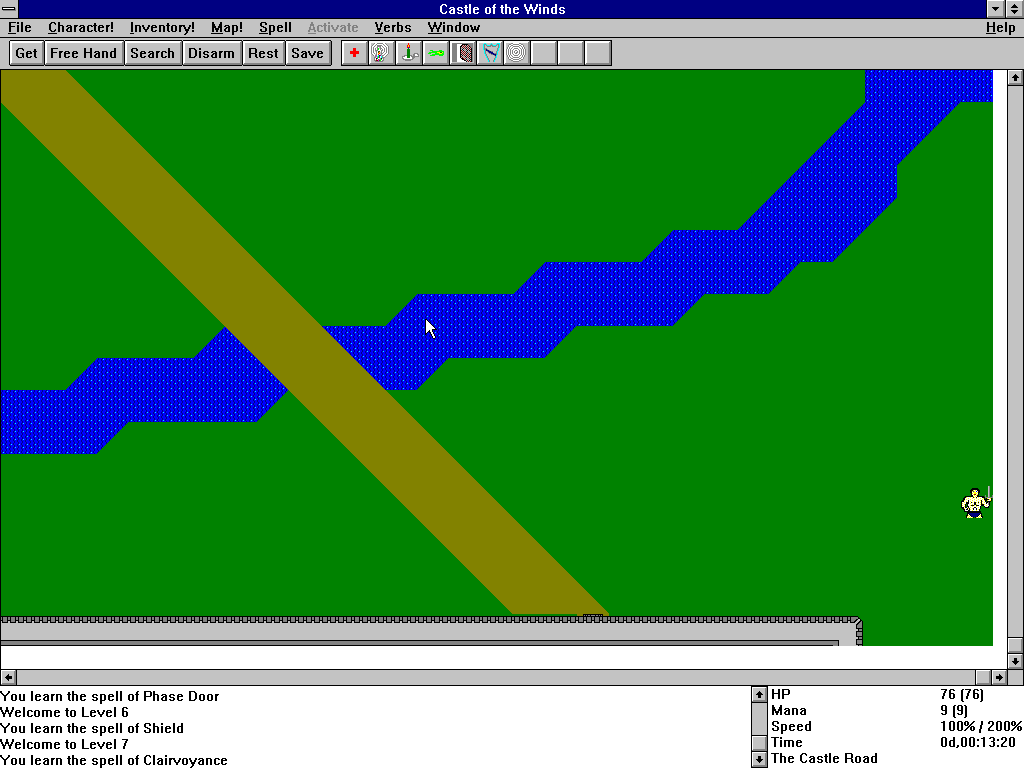 Castle of the Winds
File Character! Inventory! Map! Spell Activate Verbs Window Help
Get Free Hand Search Disarm Rest Save
You learn the spell of Phase Door
Welcome to Level 6
You learn the spell of Shield
Welcome to Level 7
You learn the spell of Clairvoyance
HP 76 (76)
Mana 9 (9)
Speed 100% / 200%
Time 0d,00:13:20
The Castle Road